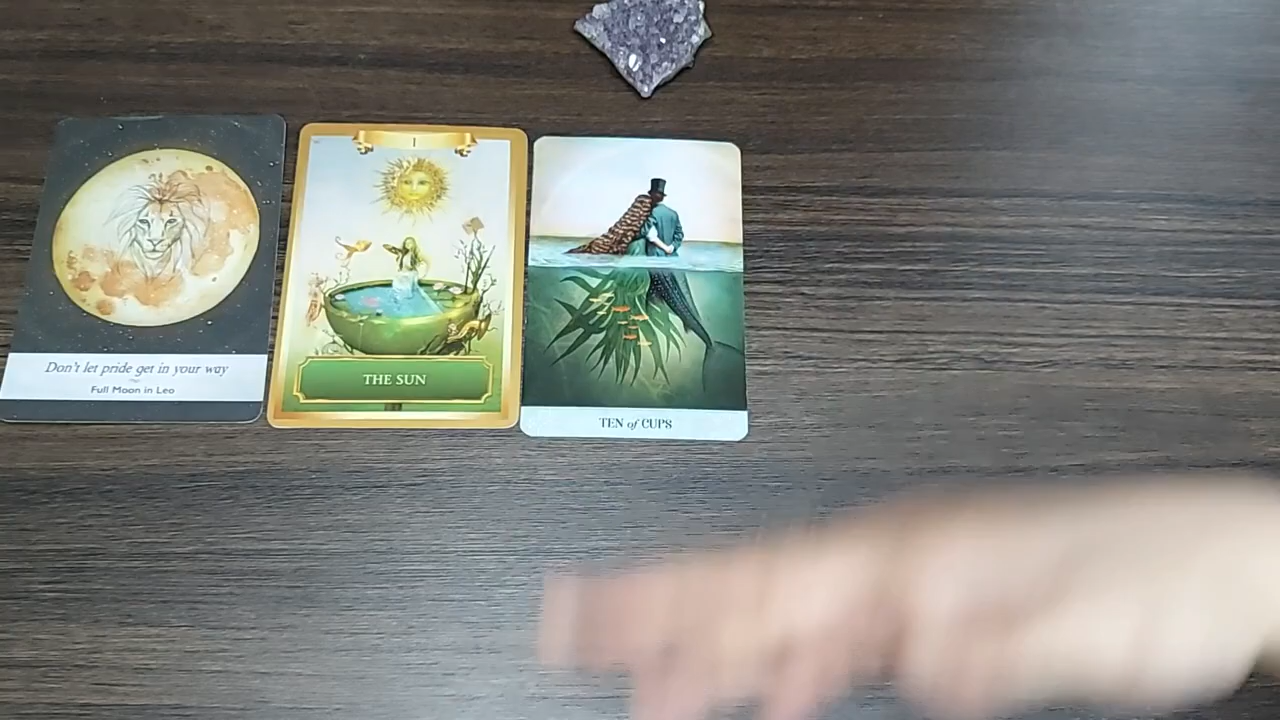 Don't let pride get in your way
Full Moon in Leo
I
THE SUN
TEN of CUPS